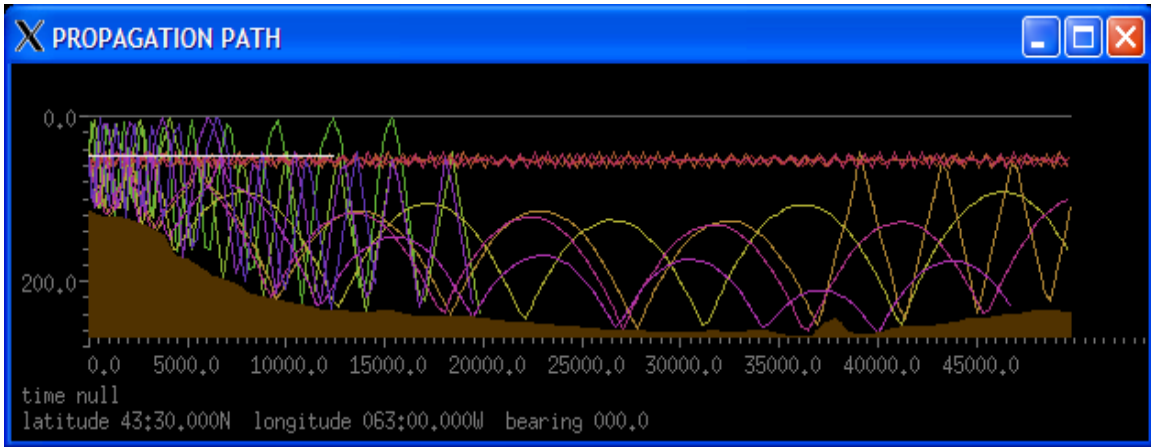 X PROPAGATION PATH
0.0
200.0
0.0 5000.0 10000.0 15000.0 20000.0 25000.0 30000.0 35000.0 40000.0 45000.0
time null
latitude 43:30.000N longitude 063:00.000W bearing 000.0